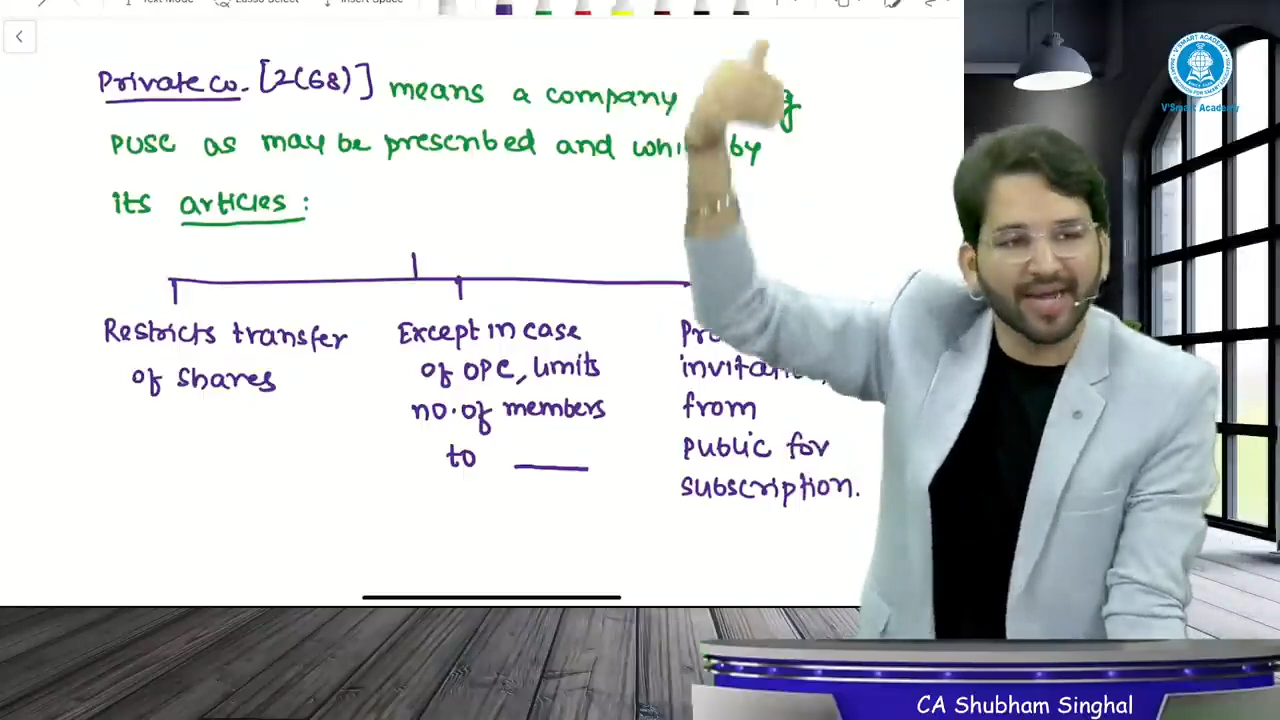 Private Co. [2(68)] means a company
PUSC as may be prescribed and by
its articles:
Restricts transfer
of shares
Except in case
of OPC, limits
no. of members
to ____
from
public for
subscription.
V'Smart Academy
CA Shubham Singhal